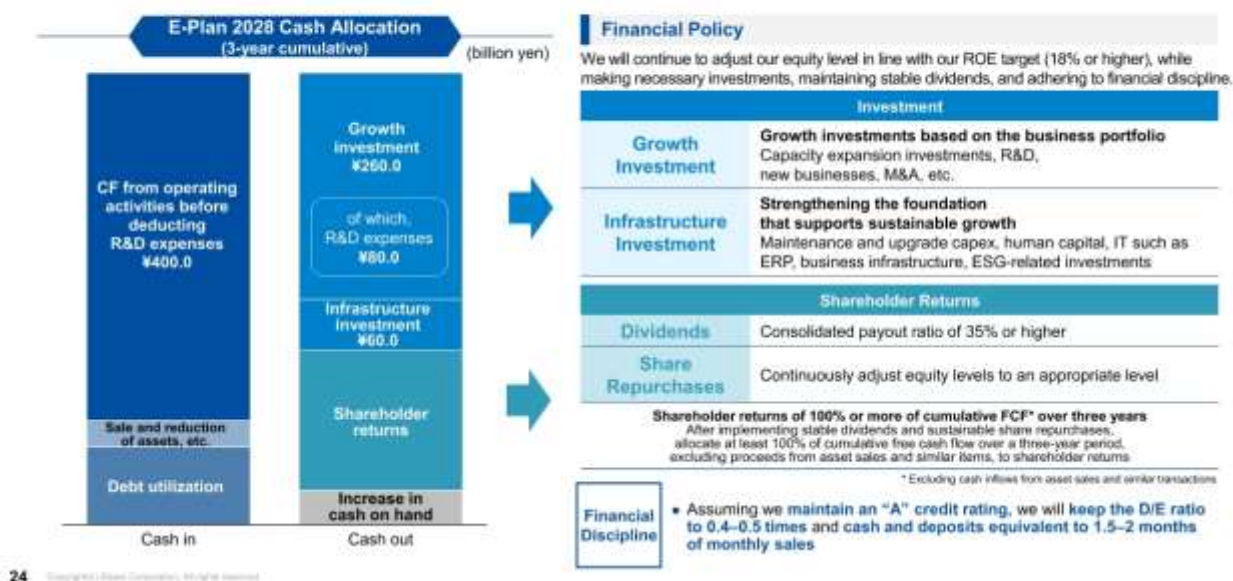 E-Plan 2028 Cash Allocation
(3-year cumulative)
(billion yen)
CF from operating
activities before
deducting
R&D expenses
¥400.0
Sale and reduction
of assets, etc.
Debt utilization
Cash in
Growth
investment
¥260.0
of which,
R&D expenses
¥80.0
Infrastructure
investment
¥60.0
Shareholder
returns
Increase in
cash on hand
Cash out
Financial Policy
We will continue to adjust our equity level in line with our ROE target (18% or higher), while
making necessary investments, maintaining stable dividends, and adhering to financial discipline.
Investment
Growth
Investment
Growth investments based on the business portfolio
Capacity expansion investments, R&D,
new businesses, M&A, etc.
Infrastructure
Investment
Strengthening the foundation
that supports sustainable growth
Maintenance and upgrade capex, human capital, IT such as
ERP, business infrastructure, ESG-related investments
Shareholder Returns
Dividends
Consolidated payout ratio of 35% or higher
Share
Repurchases
Continuously adjust equity levels to an appropriate level
Shareholder returns of 100% or more of cumulative FCF* over three years
After implementing stable dividends and sustainable share repurchases,
allocate at least 100% of cumulative free cash flow over a three-year period,
excluding proceeds from asset sales and similar items, to shareholder returns
* Excluding cash inflows from asset sales and similar transactions
Financial
Discipline
• Assuming we maintain an "A" credit rating, we will keep the D/E ratio
to 0.4–0.5 times and cash and deposits equivalent to 1.5–2 months
of monthly sales
24